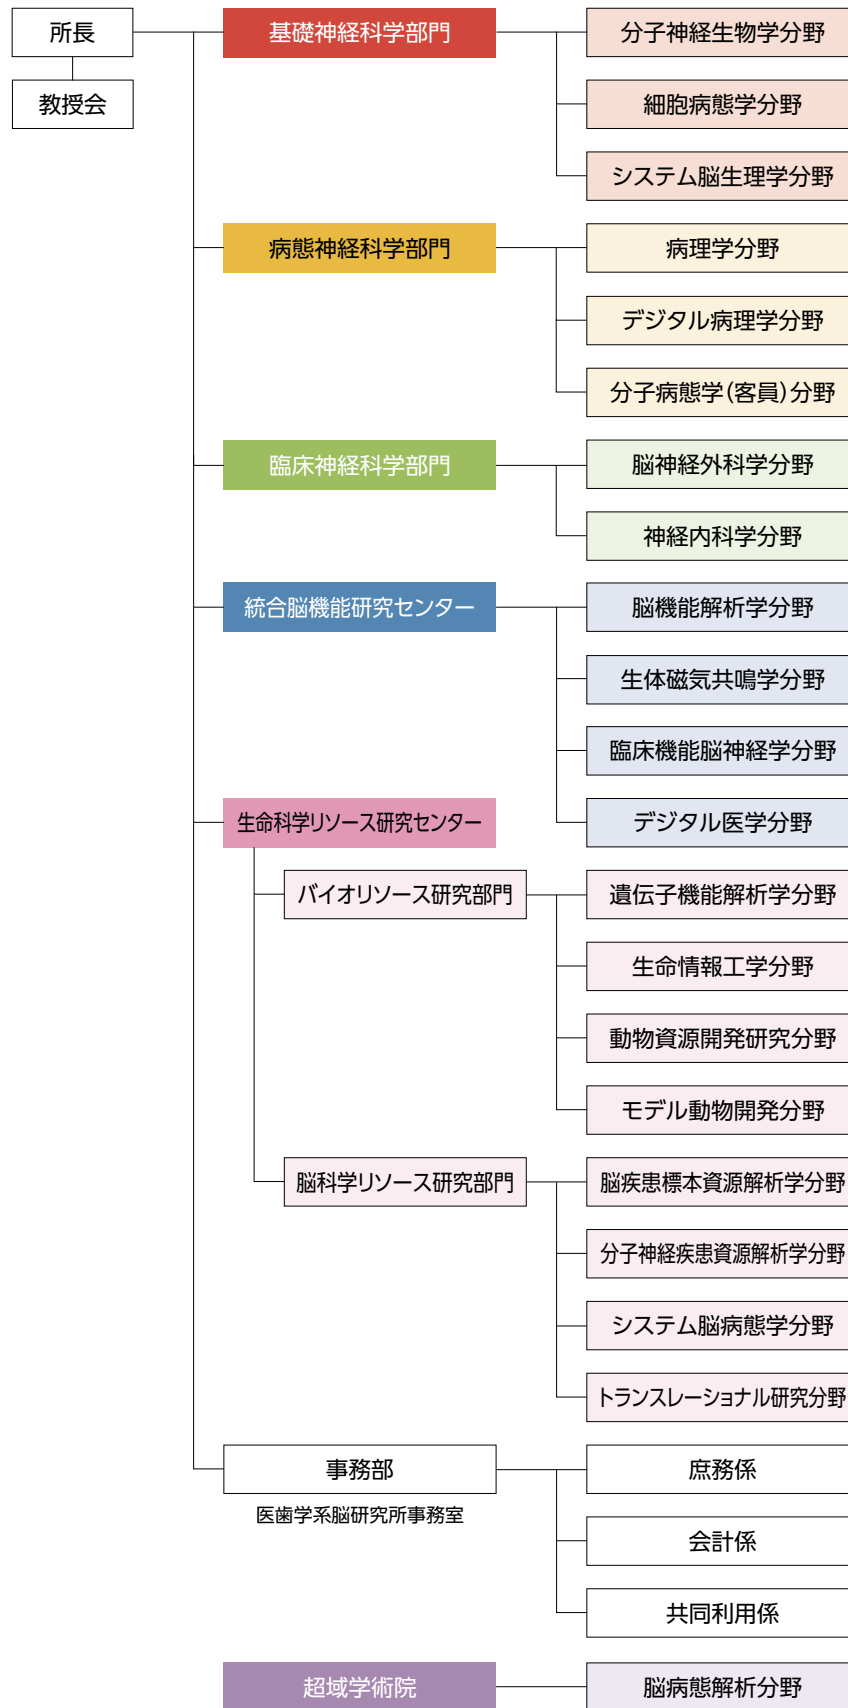 所長
教授会
基礎神経科学部門
分子神経生物学分野
細胞病態学分野
システム脳生理学分野
病態神経科学部門
病理学分野
デジタル病理学分野
分子病態学(客員)分野
臨床神経科学部門
脳神経外科学分野
神経内科学分野
統合脳機能研究センター
脳機能解析学分野
生体磁気共鳴学分野
臨床機能脳神経学分野
デジタル医学分野
生命科学リソース研究センター
バイオリソース研究部門
遺伝子機能解析学分野
生命情報工学分野
動物資源開発研究分野
モデル動物開発分野
脳科学リソース研究部門
脳疾患標本資源解析学分野
分子神経疾患資源解析学分野
システム脳病態学分野
トランスレーショナル研究分野
事務部
医歯学系脳研究所事務室
庶務係
会計係
共同利用係
超域学術院
脳病態解析分野